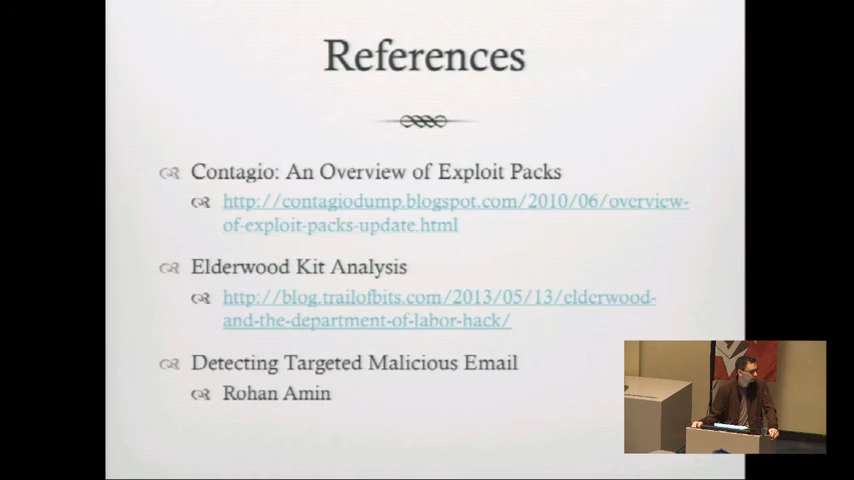 References
Contagio: An Overview of Exploit Packs
http://contagiodump.blogspot.com/2010/06/overview-
of-exploit-packs-update.html
Elderwood Kit Analysis
http://blog.trailofbits.com/2013/05/13/elderwood-
and-the-department-of-labor-hack/
Detecting Targeted Malicious Email
Rohan Amin